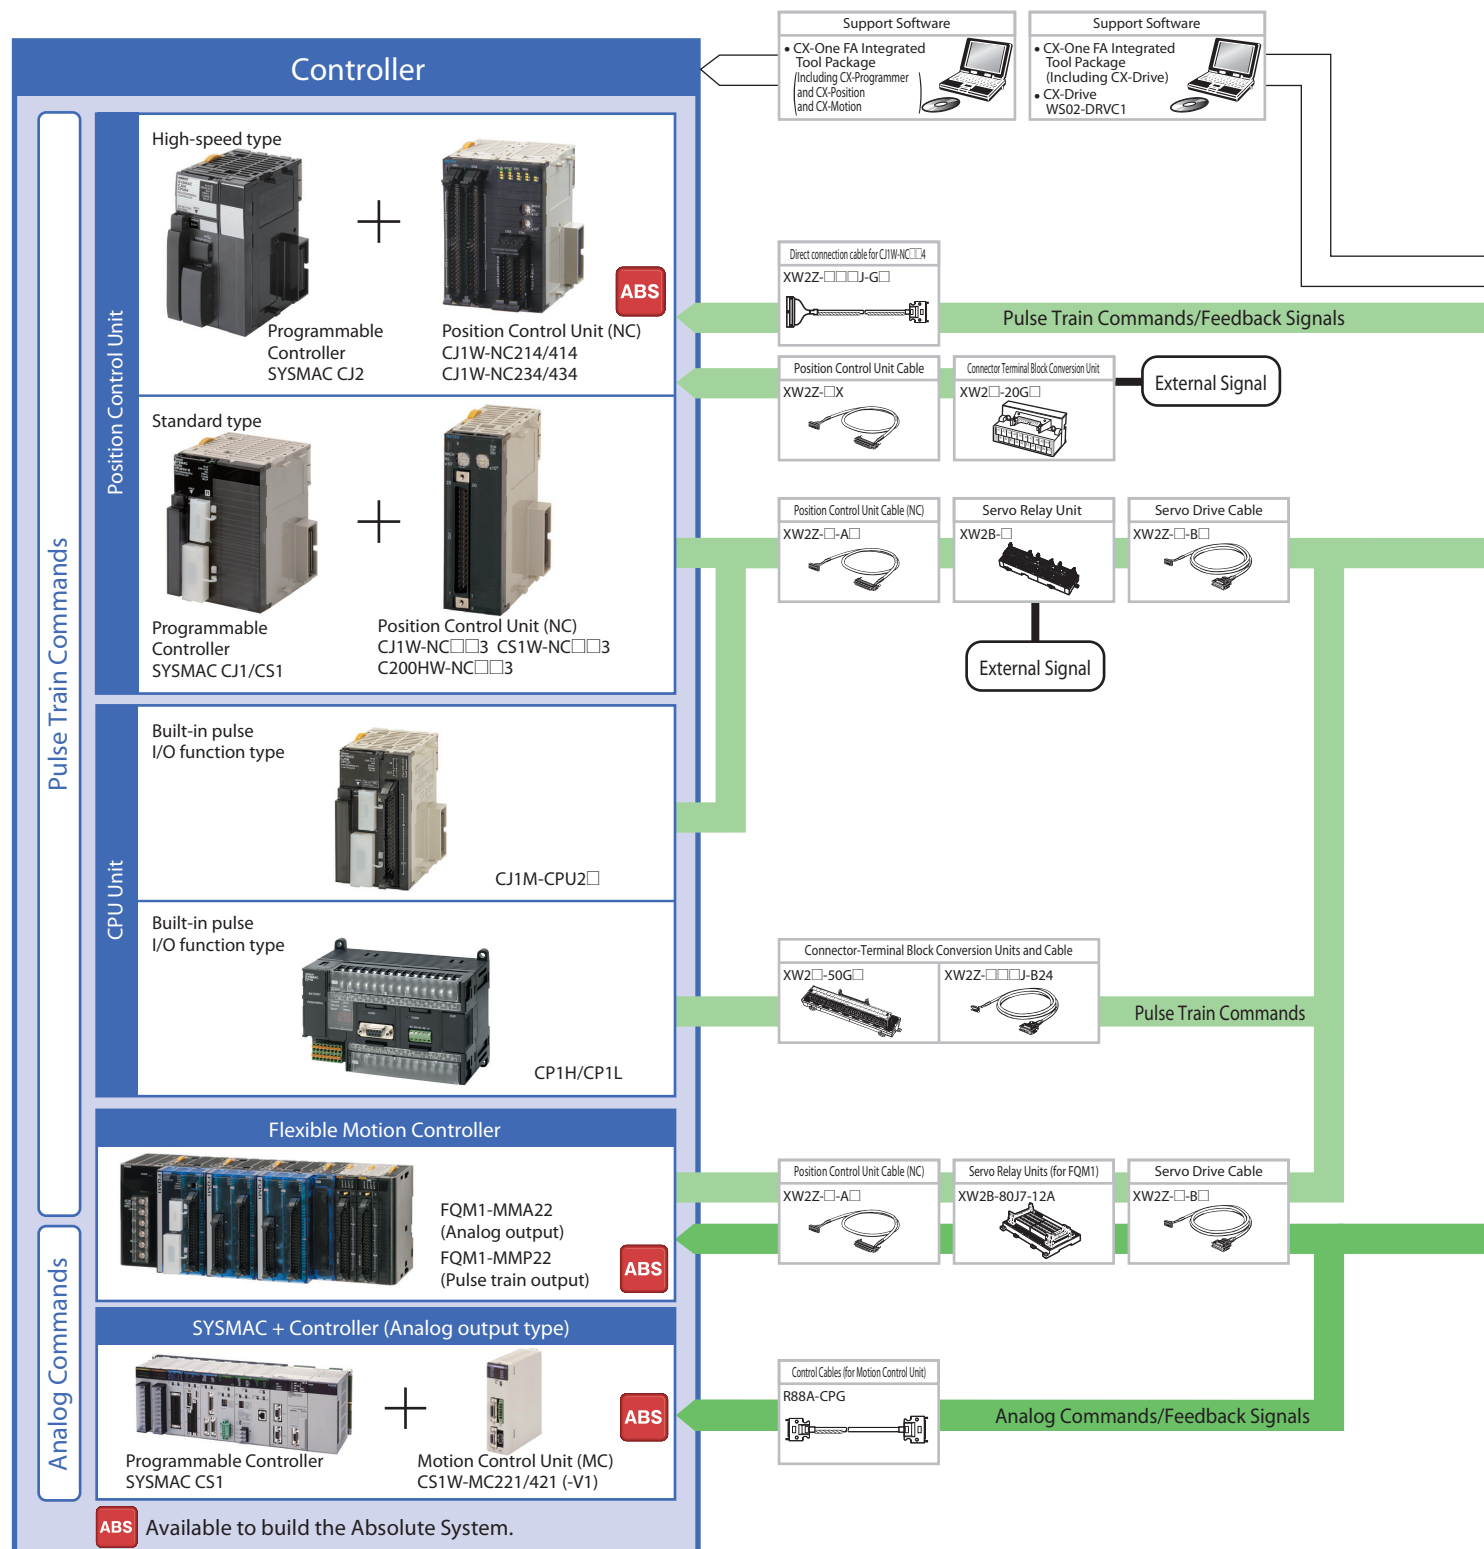 Support Software
• CX-One FA Integrated
Tool Package
(Including CX-Programmer
and CX-Position
and CX-Motion)
Support Software
• CX-One FA Integrated
Tool Package
(Including CX-Drive)
• CX-Drive
WS02-DRVC1
Controller
Pulse Train Commands
Analog Commands
Position Control Unit
High-speed type
ABS
Programmable
Controller
SYSMAC CJ2
Position Control Unit (NC)
CJ1W-NC214/414
CJ1W-NC234/434
Standard type
Programmable
Controller
SYSMAC CJ1/CS1
Position Control Unit (NC)
CJ1W-NC□□3 CS1W-NC□□3
C200HW-NC□□3
CPU Unit
Built-in pulse
I/O function type
CJ1M-CPU2□
Built-in pulse
I/O function type
CP1H/CP1L
Flexible Motion Controller
FQM1-MMA22
(Analog output)
FQM1-MMP22
(Pulse train output)
ABS
SYSMAC + Controller (Analog output type)
Programmable Controller
SYSMAC CS1
Motion Control Unit (MC)
CS1W-MC221/421 (-V1)
ABS
ABS Available to build the Absolute System.
Direct connection cable for CJ1W-NC□□4
XW2Z-□□□J-G□
Pulse Train Commands/Feedback Signals
Position Control Unit Cable
XW2Z-□X
Connector Terminal Block Conversion Unit
XW2□-20G□
External Signal
Position Control Unit Cable (NC)
XW2Z-□-A□
Servo Relay Unit
XW2B-□
Servo Drive Cable
XW2Z-□-B□
External Signal
Connector-Terminal Block Conversion Units and Cable
XW2□-50G□
XW2Z-□□□J-B24
Pulse Train Commands
Position Control Unit Cable (NC)
XW2Z-□-A□
Servo Relay Units (for FQM1)
XW2B-80J7-12A
Servo Drive Cable
XW2Z-□-B□
Control Cables (for Motion Control Unit)
R88A-CPG
Analog Commands/Feedback Signals